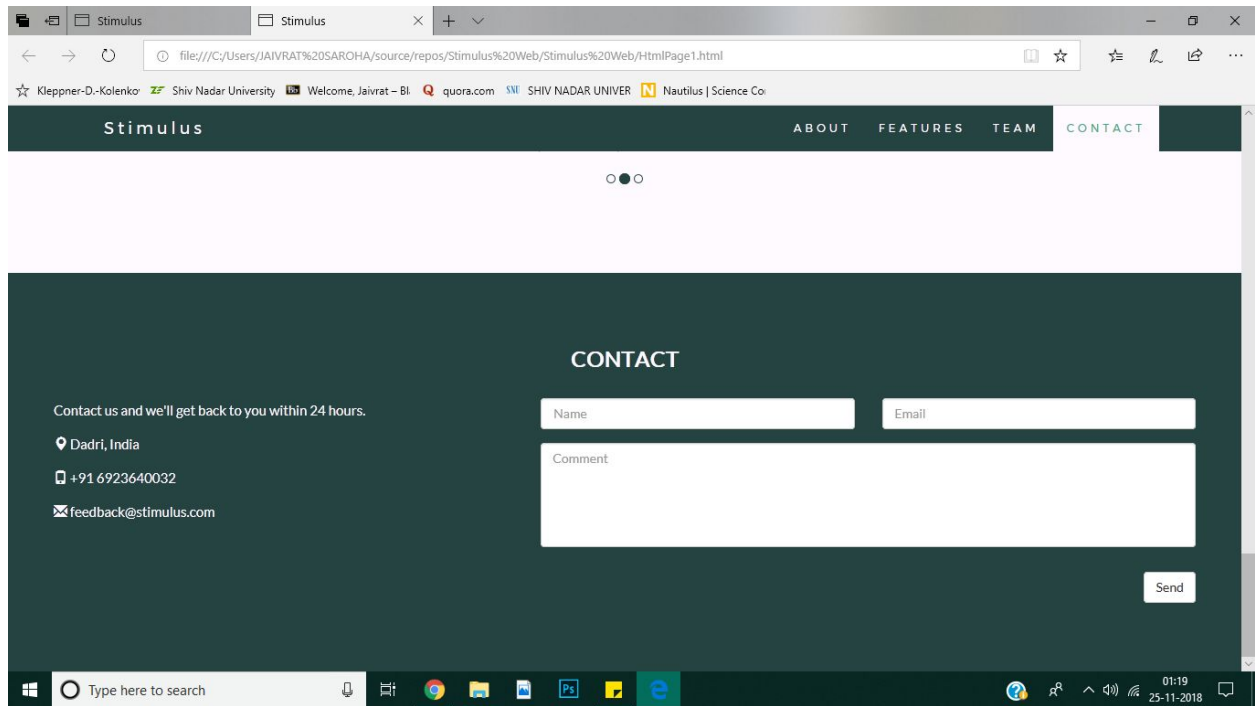 Stimulus Stimulus
file:///C:/Users/JAIVRAT%20SAROHA/source/repos/Stimulus%20Web/Stimulus%20Web/HtmlPage1.html
Kleppner-D.-Kolenko Shiv Nadar University Bb Welcome, Jaivrat – Bl Q quora.com SNU SHIV NADAR UNIVER N Nautilus | Science Co
Stimulus ABOUT FEATURES TEAM CONTACT
CONTACT
Contact us and we'll get back to you within 24 hours.
Dadri, India
+91 6923640032
feedback@stimulus.com
Name Email
Comment
Send
Type here to search Ps 01:19
25-11-2018